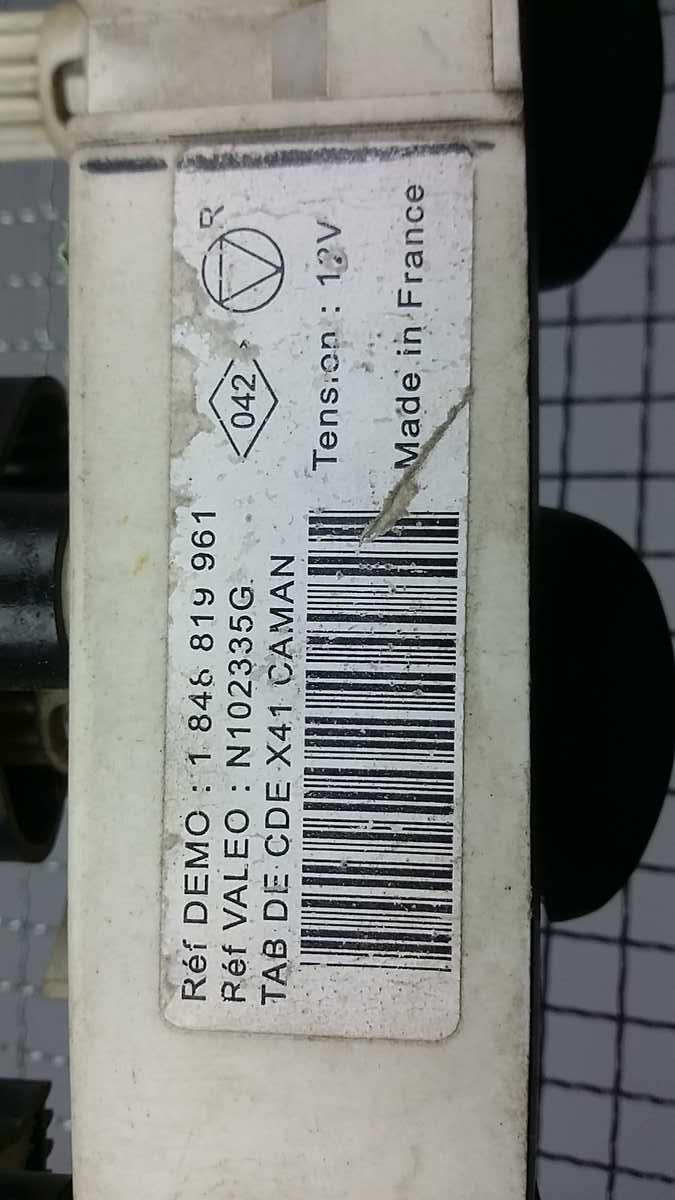 Réf DEMO : 1 846 819 961
Réf VALEO : N102335G
TAB DE CDE X41 CAMAN
042
R
Tension : 12V
Made in France